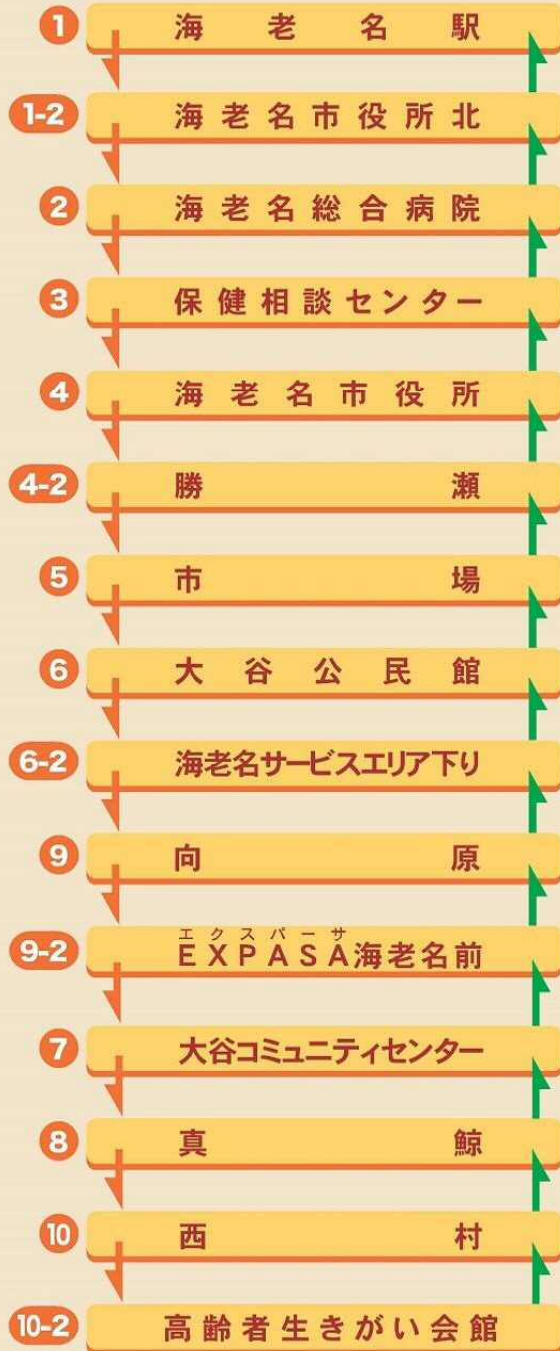 1 海老名駅
1-2 海老名市役所北
2 海老名総合病院
3 保健相談センター
4 海老名市役所
4-2 勝瀬
5 市場
6 大谷公民館
6-2 海老名サービスエリア下り
9 向原
エクスパーサ
9-2 EXPASA海老名前
7 大谷コミュニティセンター
8 真鯨
10 西村
10-2 高齢者生きがい会館